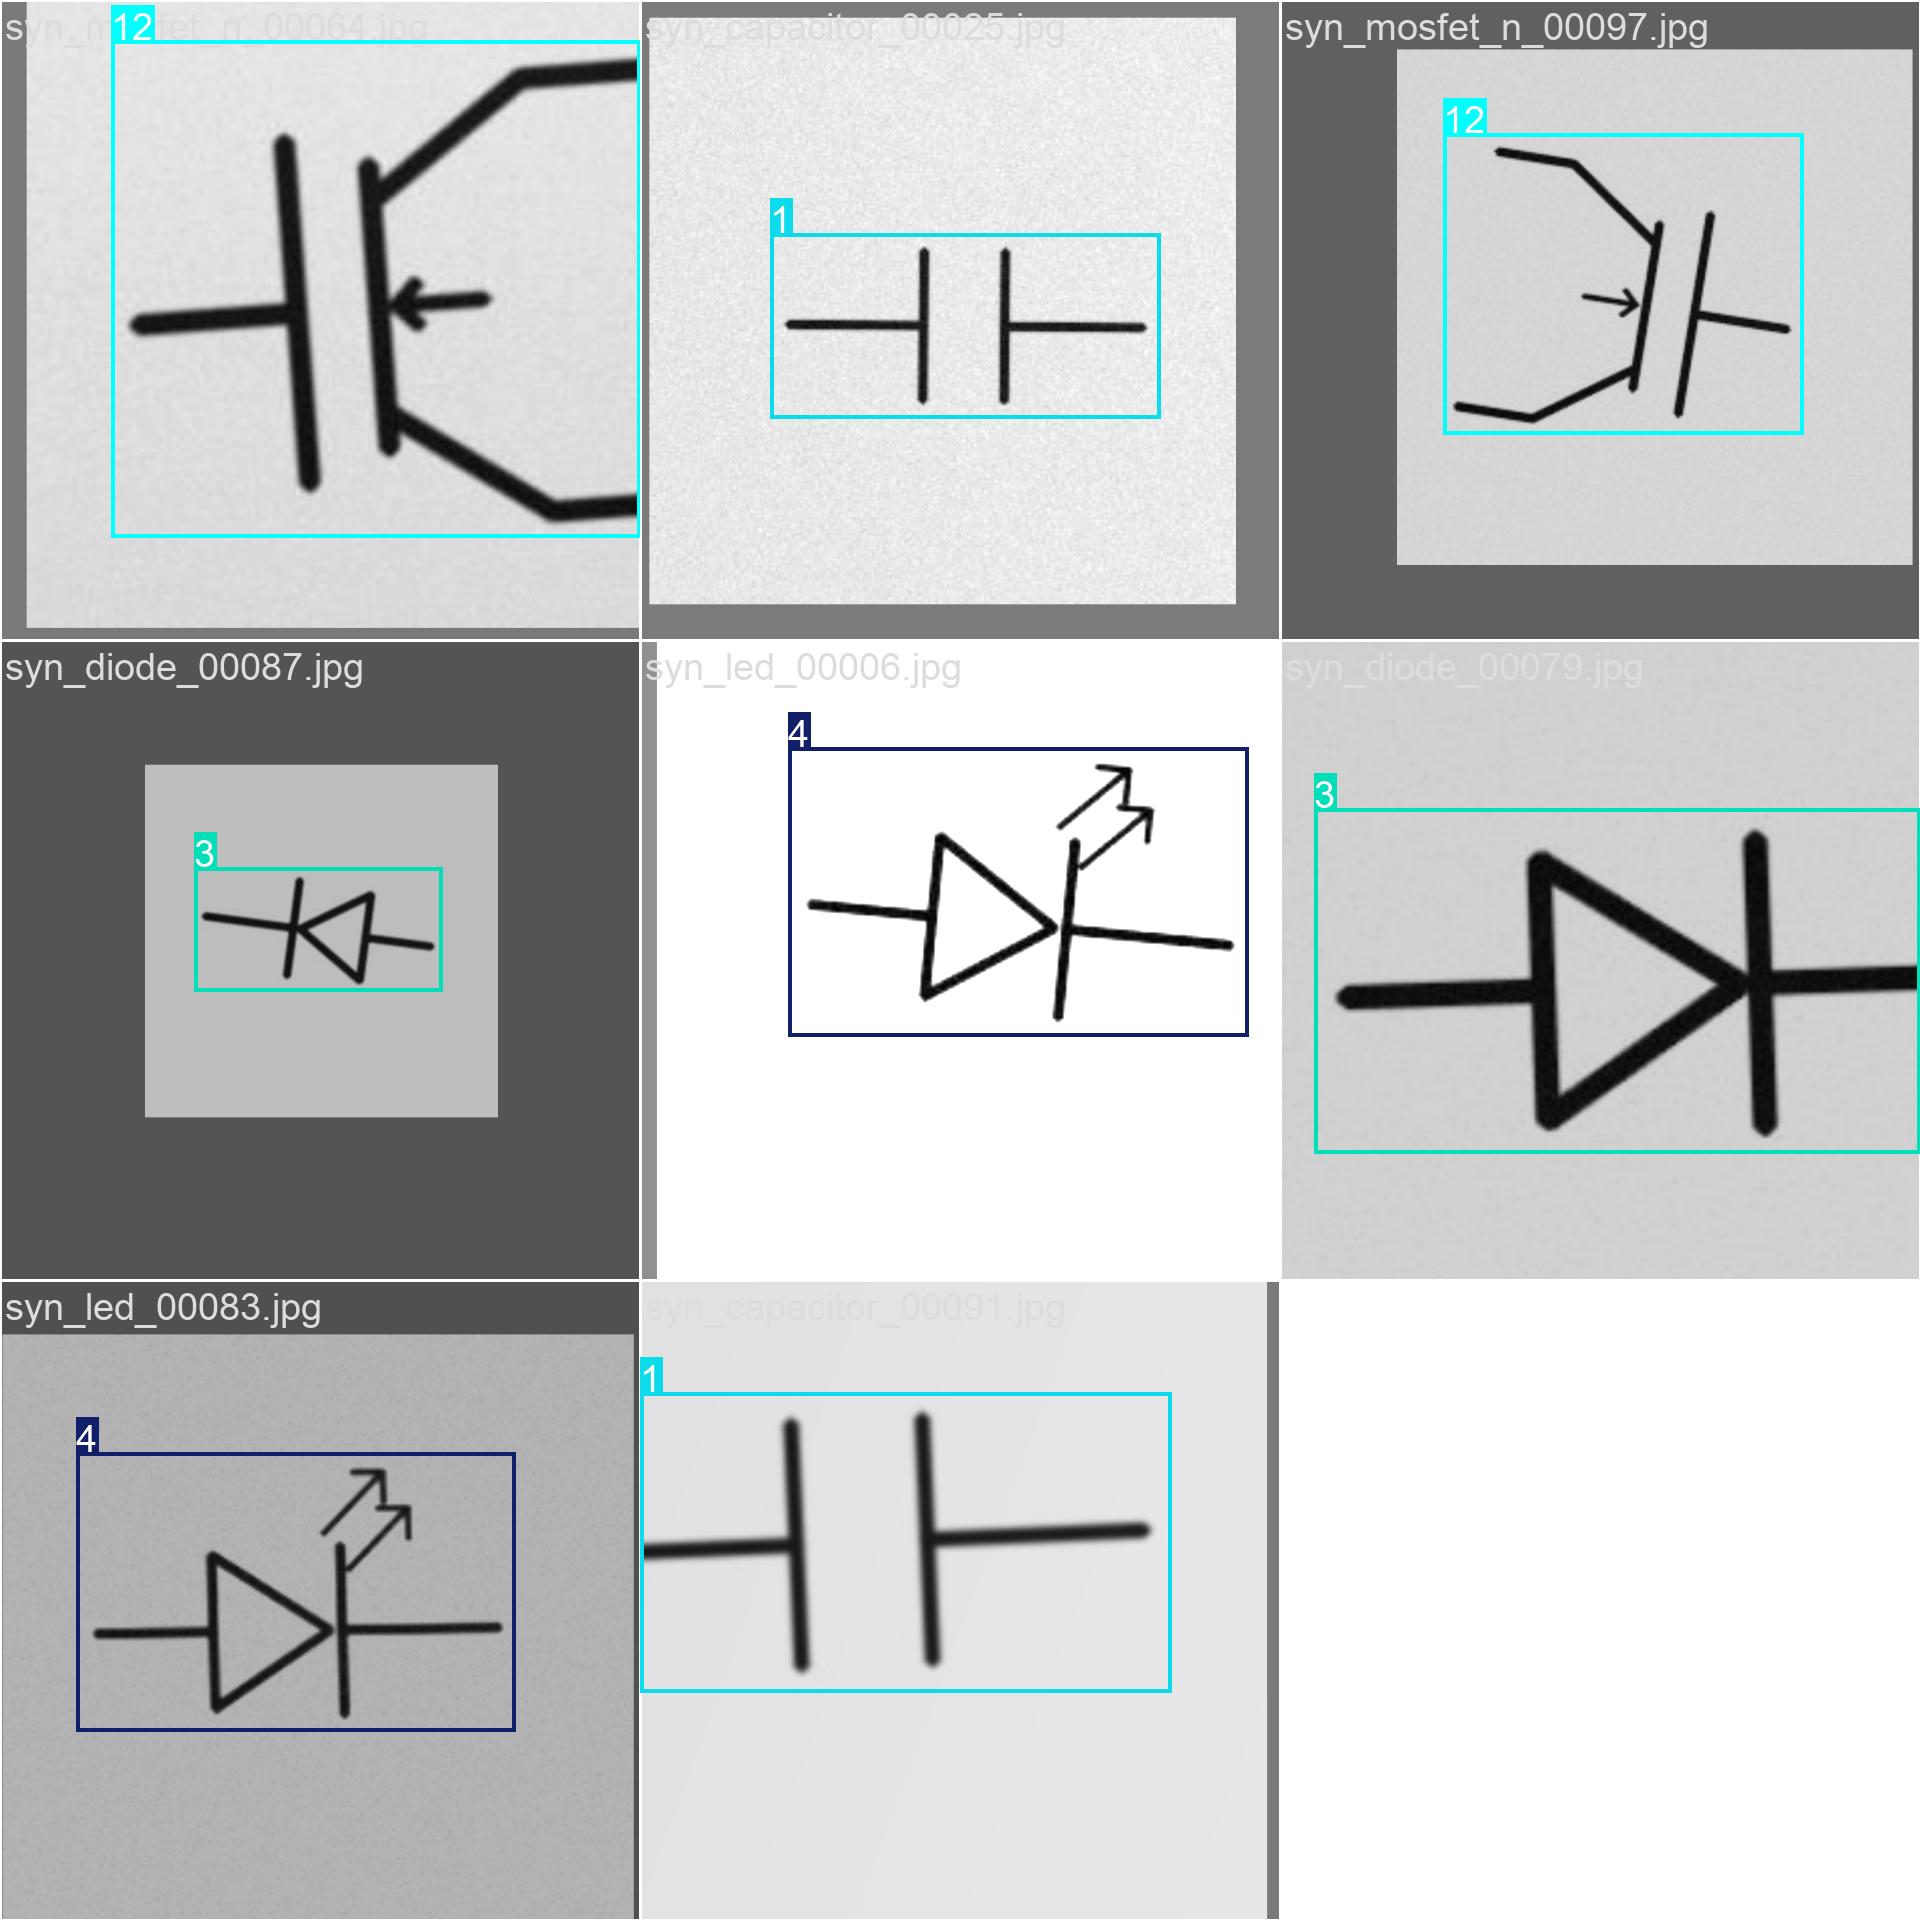 syn_mosfet_n_00064.jpg
12
syn_capacitor_00025.jpg
1
syn_mosfet_n_00097.jpg
12
syn_diode_00087.jpg
3
syn_led_00006.jpg
4
syn_diode_00079.jpg
3
syn_led_00083.jpg
4
syn_capacitor_00091.jpg
1